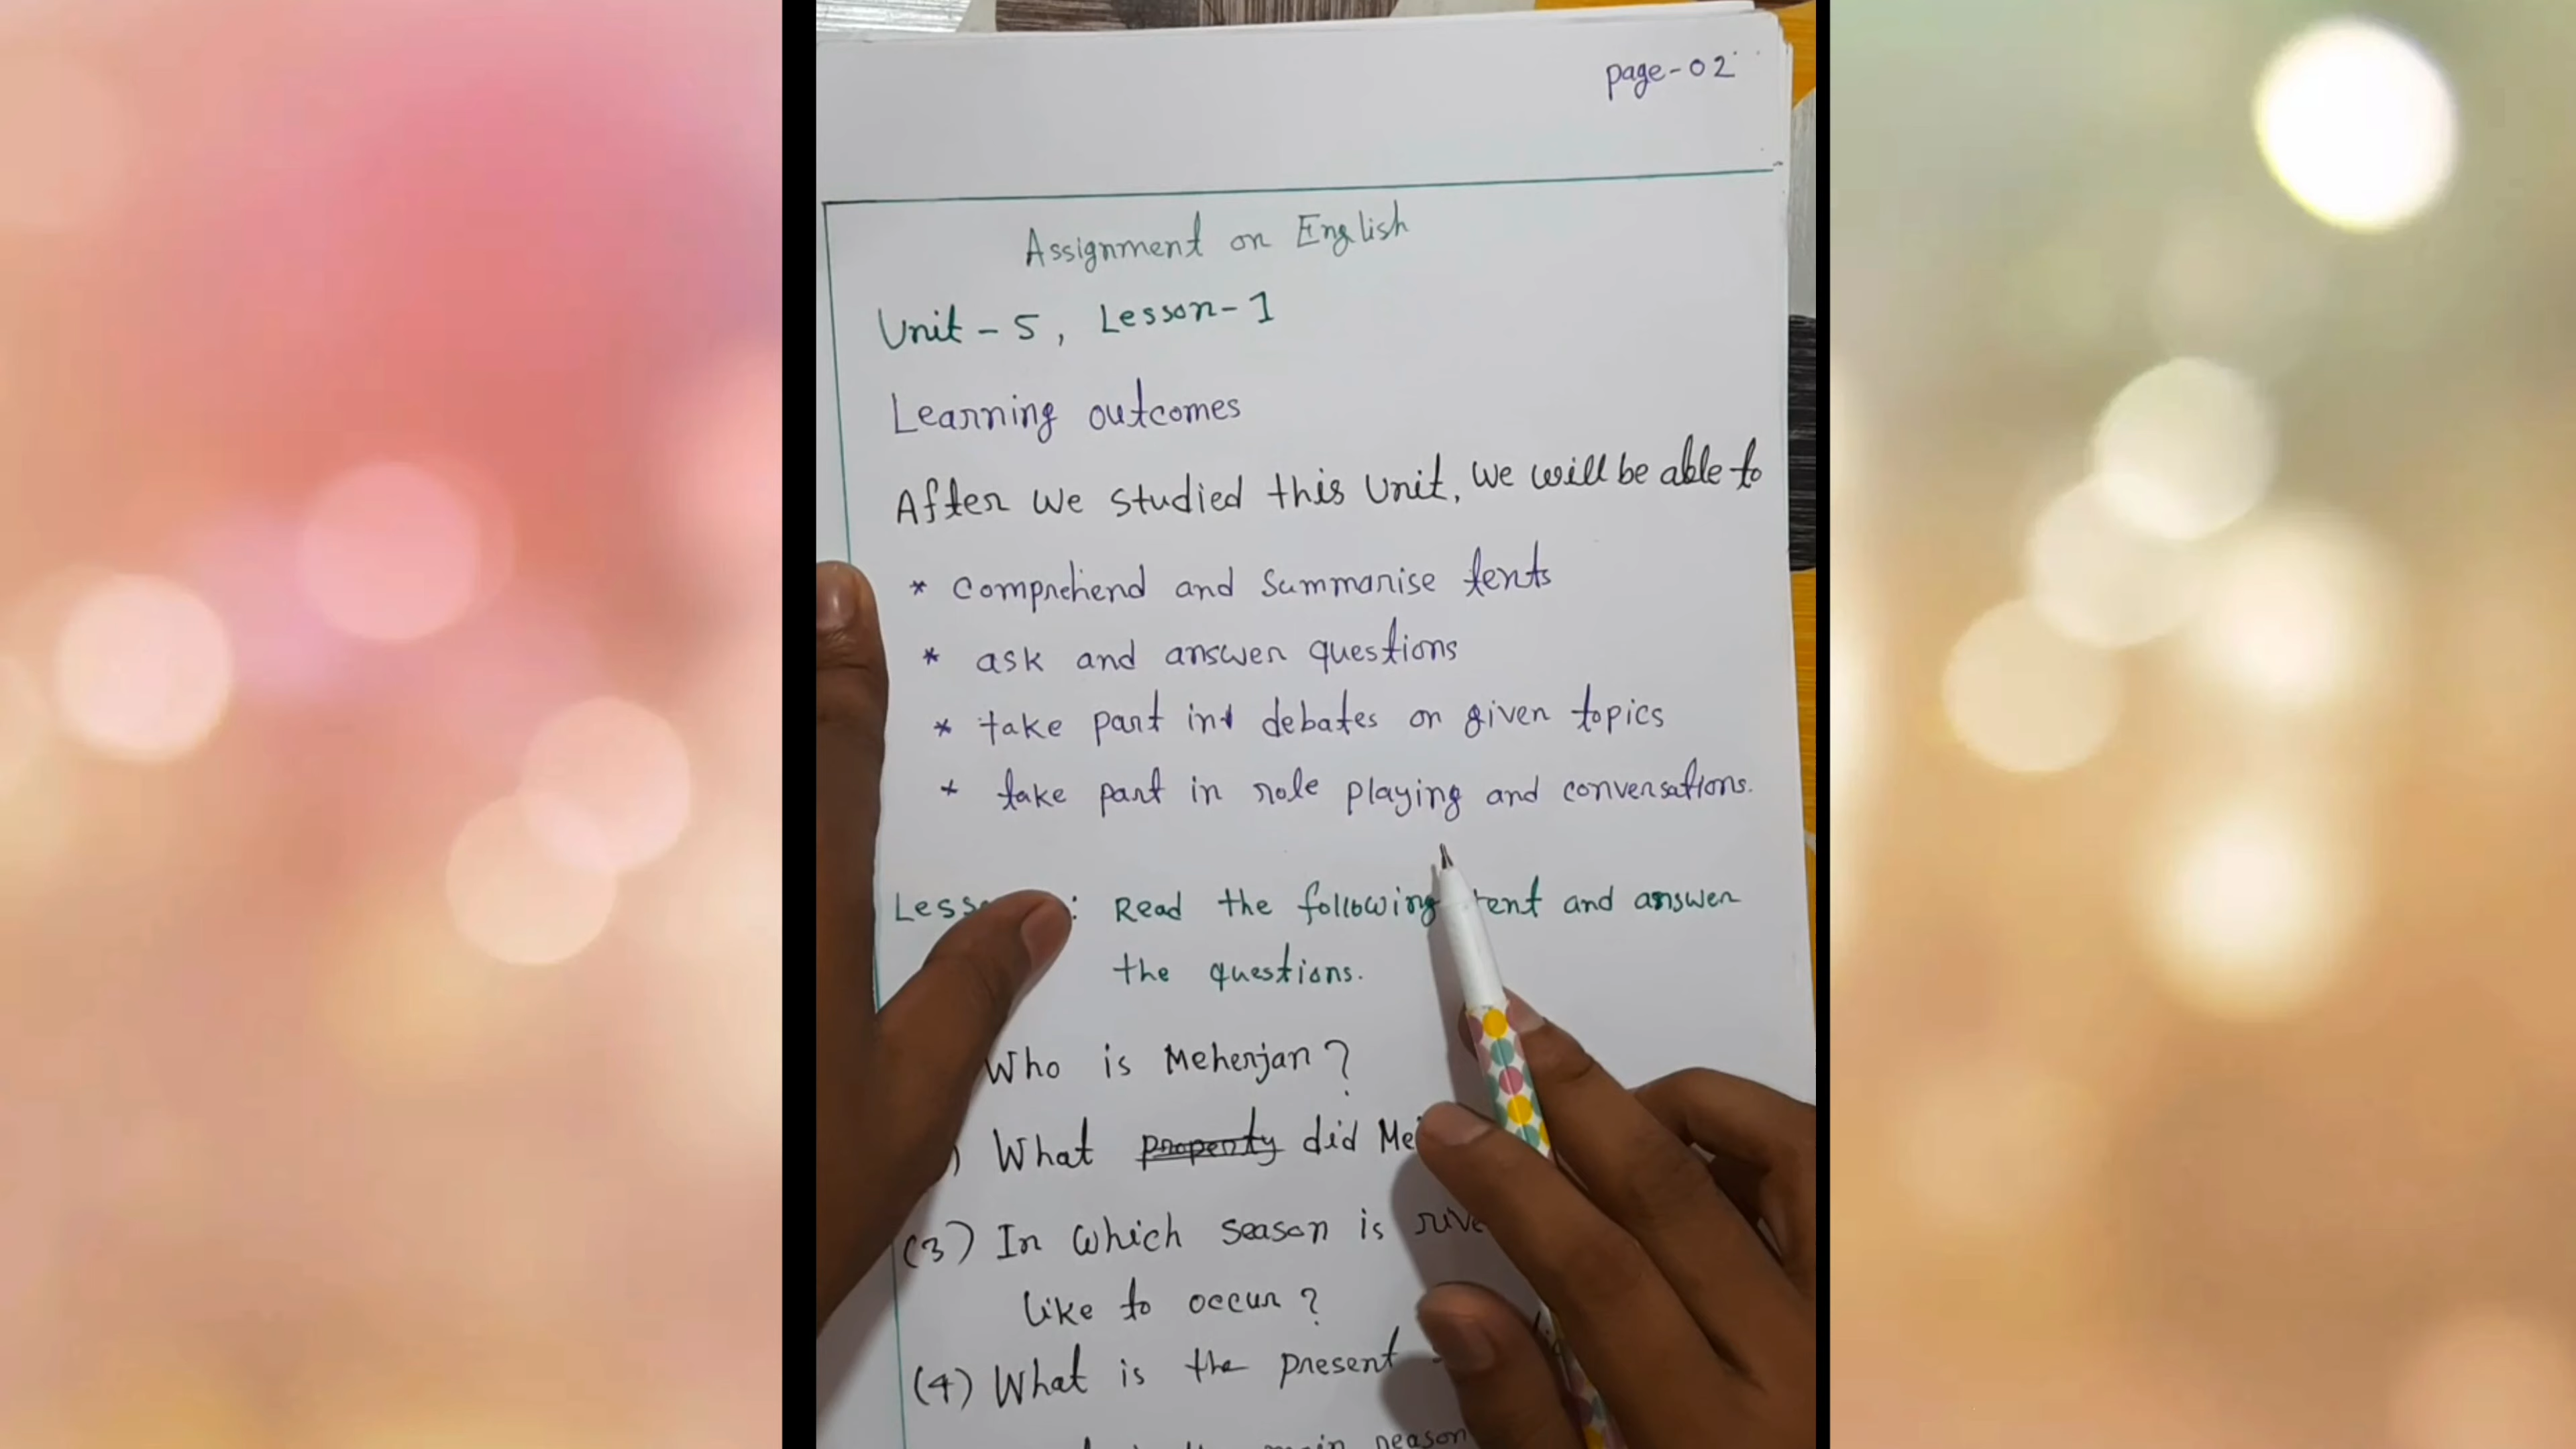 page-02
Assignment on English
Unit - 5, Lesson-1
Learning outcomes
After we studied this Unit, we will be able to
* comprehend and summarise texts
* ask and answer questions
* take part in debates on given topics
* take part in role playing and conversations.
: Read the following text and answer
the questions.
Who is Meherjan?
) What property did
(3) In which season is
like to occur?
(4) What is the present
main reason